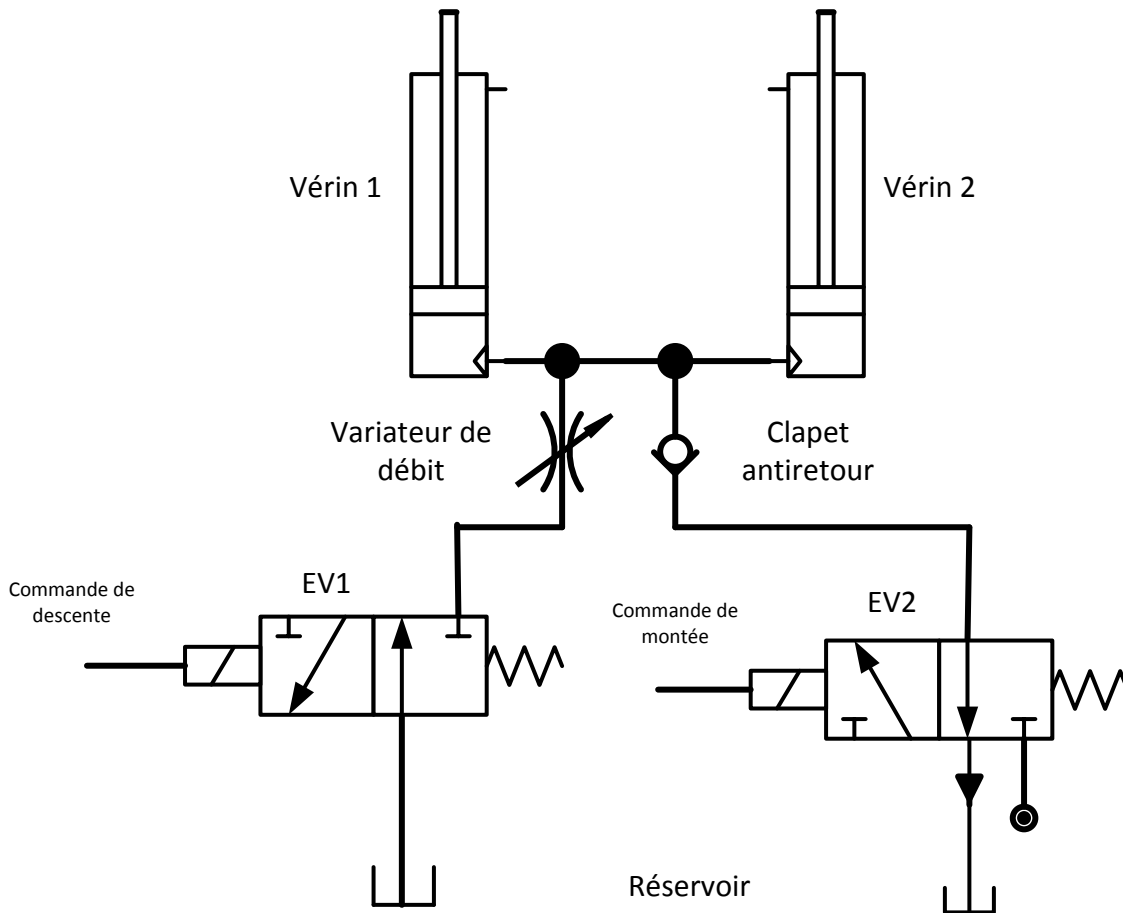 Vérin 1
Vérin 2
Variateur de
débit
Clapet
antiretour
Commande de
descente
EV1
Commande de
montée
EV2
Réservoir